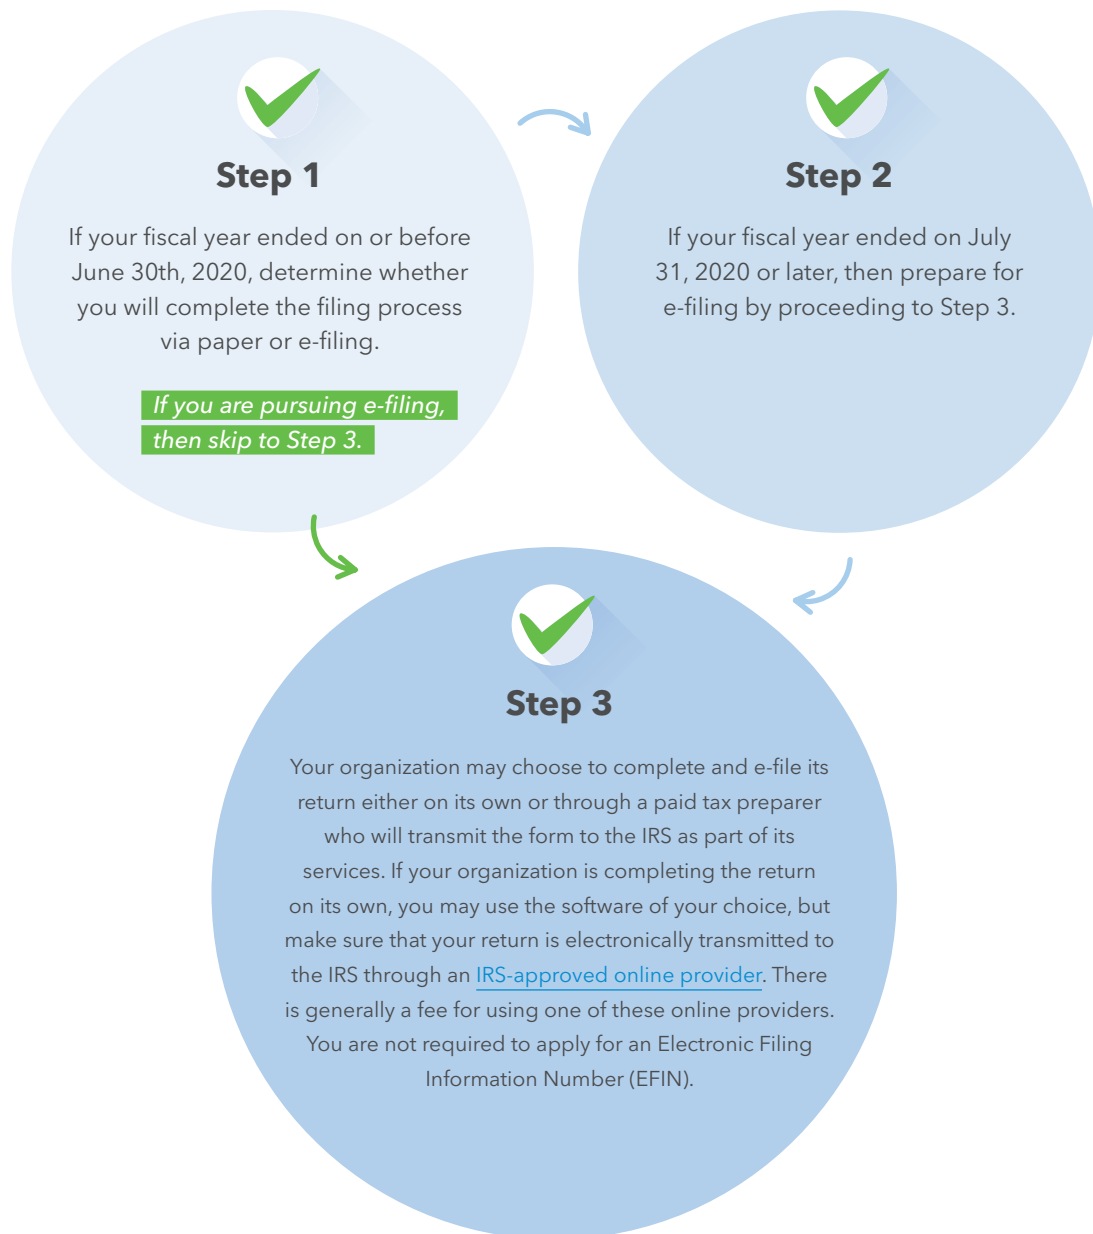 Step 1
If your fiscal year ended on or before
June 30th, 2020, determine whether
you will complete the filing process
via paper or e-filing.
If you are pursuing e-filing,
then skip to Step 3.
Step 2
If your fiscal year ended on July
31, 2020 or later, then prepare for
e-filing by proceeding to Step 3.
Step 3
Your organization may choose to complete and e-file its
return either on its own or through a paid tax preparer
who will transmit the form to the IRS as part of its
services. If your organization is completing the return
on its own, you may use the software of your choice, but
make sure that your return is electronically transmitted to
the IRS through an IRS-approved online provider. There
is generally a fee for using one of these online providers.
You are not required to apply for an Electronic Filing
Information Number (EFIN).